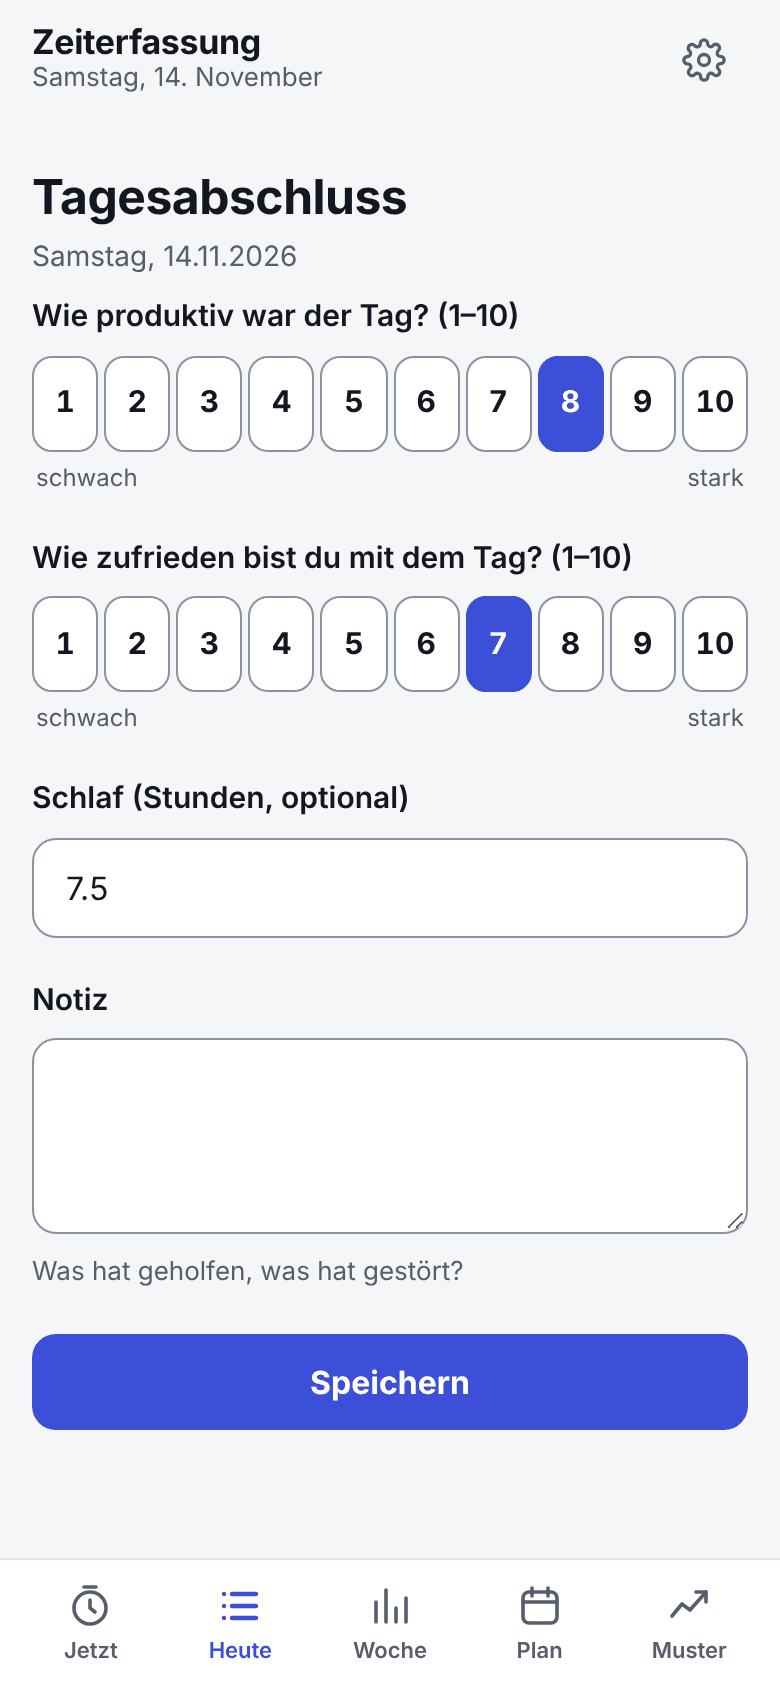 Zeiterfassung
Samstag, 14. November
Tagesabschluss
Samstag, 14.11.2026
Wie produktiv war der Tag? (1–10)
1 2 3 4 5 6 7 8 9 10
schwach stark
Wie zufrieden bist du mit dem Tag? (1–10)
1 2 3 4 5 6 7 8 9 10
schwach stark
Schlaf (Stunden, optional)
7.5
Notiz
Was hat geholfen, was hat gestört?
Speichern
Jetzt Heute Woche Plan Muster